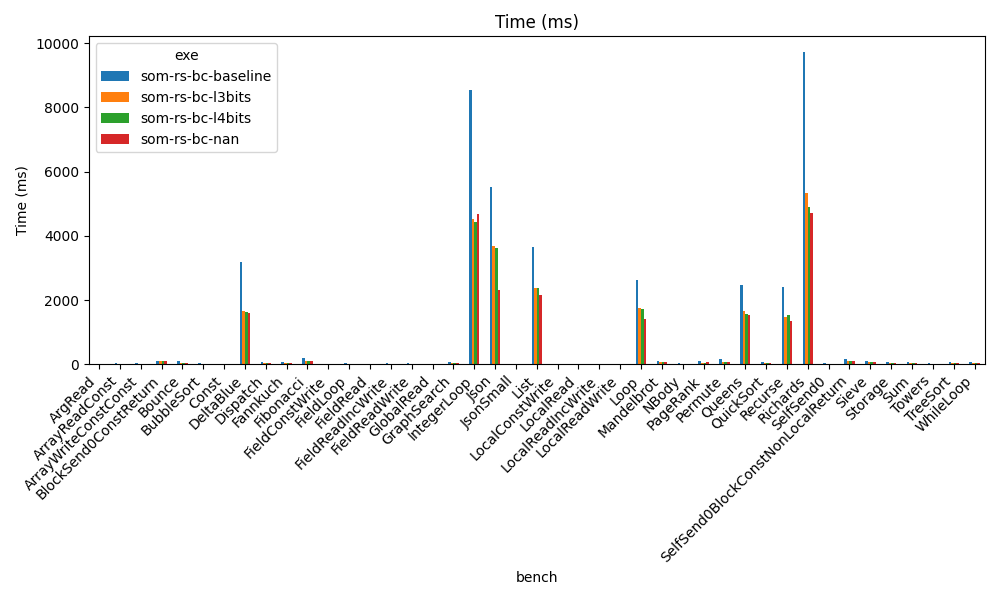 Time (ms)
exe
som-rs-bc-baseline
som-rs-bc-l3bits
som-rs-bc-l4bits
som-rs-bc-nan
Time (ms)
10000
8000
6000
4000
2000
0
ArgRead
ArrayReadConst
ArrayWriteConstConst
BlockSend0ConstReturn
Bounce
BubbleSort
Const
DeltaBlue
Dispatch
Fannkuch
Fibonacci
FieldConstWrite
FieldLoop
FieldRead
FieldReadIncWrite
FieldReadWrite
GlobalRead
GraphSearch
IntegerLoop
Json
JsonSmall
List
LocalConstWrite
LocalRead
LocalReadIncWrite
LocalReadWrite
Loop
Mandelbrot
NBody
PageRank
Permute
Queens
QuickSort
Recurse
Richards
SelfSend0
SelfSend0BlockConstNonLocalReturn
Sieve
Storage
Sum
Towers
TreeSort
WhileLoop
bench